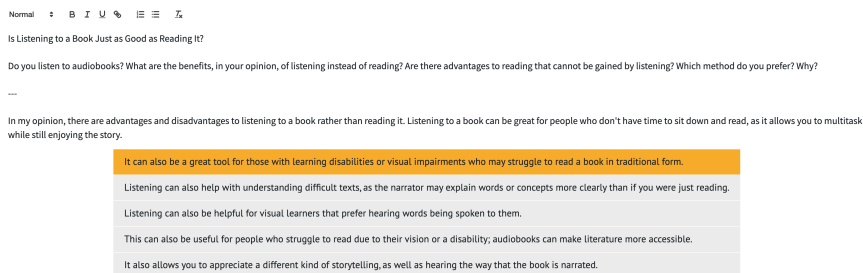 Normal B I U
Is Listening to a Book Just as Good as Reading It?
Do you listen to audiobooks? What are the benefits, in your opinion, of listening instead of reading? Are there advantages to reading that cannot be gained by listening? Which method do you prefer? Why?
---
In my opinion, there are advantages and disadvantages to listening to a book rather than reading it. Listening to a book can be great for people who don't have time to sit down and read, as it allows you to multitask
while still enjoying the story.
It can also be a great tool for those with learning disabilities or visual impairments who may struggle to read a book in traditional form.
Listening can also help with understanding difficult texts, as the narrator may explain words or concepts more clearly than if you were just reading.
Listening can also be helpful for visual learners that prefer hearing words being spoken to them.
This can also be useful for people who struggle to read due to their vision or a disability; audiobooks can make literature more accessible.
It also allows you to appreciate a different kind of storytelling, as well as hearing the way that the book is narrated.